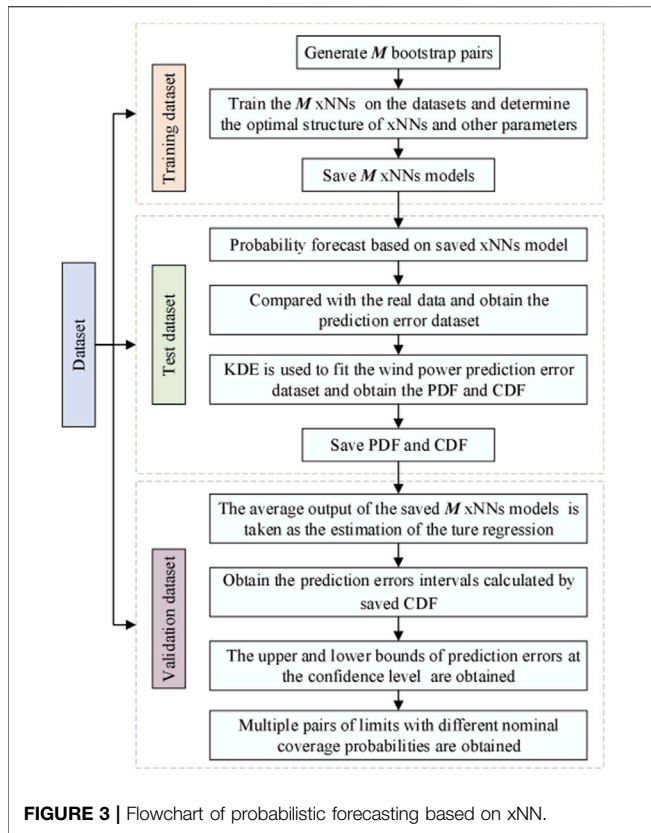 Dataset
Training dataset
Generate M bootstrap pairs
Train the M xNNs on the datasets and determine
the optimal structure of xNNs and other parameters
Save M xNNs models
Test dataset
Probability forecast based on saved xNNs model
Compared with the real data and obtain the
prediction error dataset
KDE is used to fit the wind power prediction error
dataset and obtain the PDF and CDF
Save PDF and CDF
Validation dataset
The average output of the saved M xNNs models is
taken as the estimation of the ture regression
Obtain the prediction errors intervals calculated by
saved CDF
The upper and lower bounds of prediction errors at
the confidence level are obtained
Multiple pairs of limits with different nominal
coverage probabilities are obtained
FIGURE 3 | Flowchart of probabilistic forecasting based on xNN.